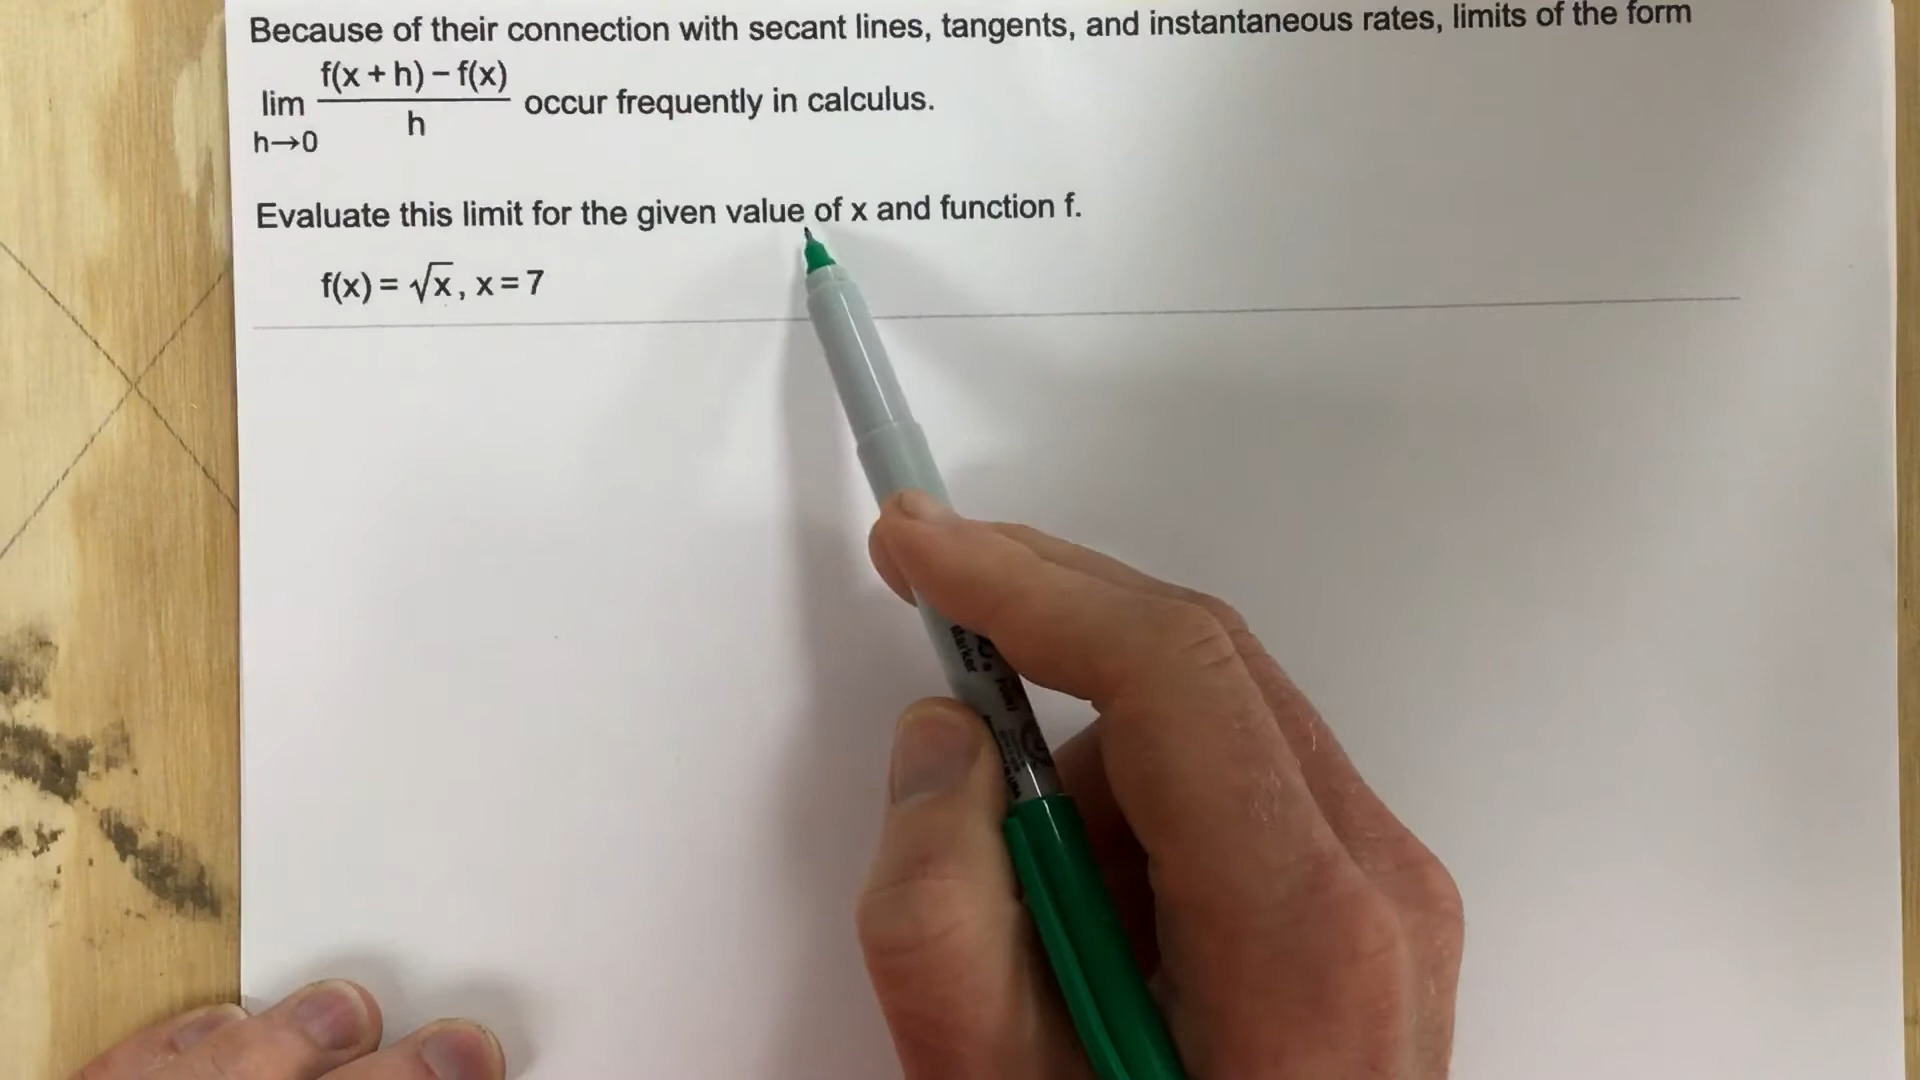 Because of their connection with secant lines, tangents, and instantaneous rates, limits of the form
lim h→0 f(x + h) – f(x) / h occur frequently in calculus.
Evaluate this limit for the given value of x and function f.
f(x) = √x, x = 7
Marker